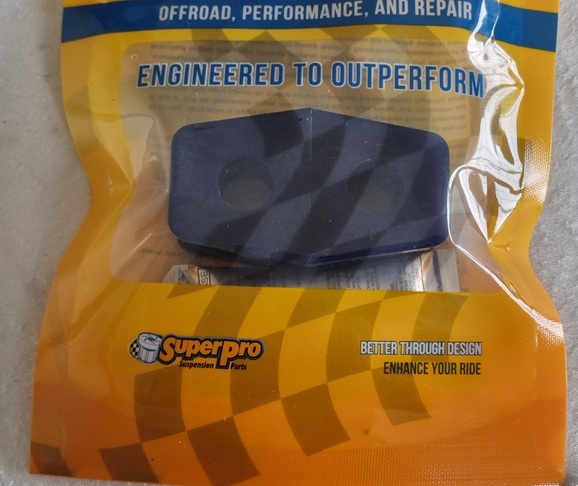 OFFROAD, PERFORMANCE, AND REPAIR
ENGINEERED TO OUTPERFORM
SuperPro
Suspension Parts
BETTER THROUGH DESIGN
ENHANCE YOUR RIDE